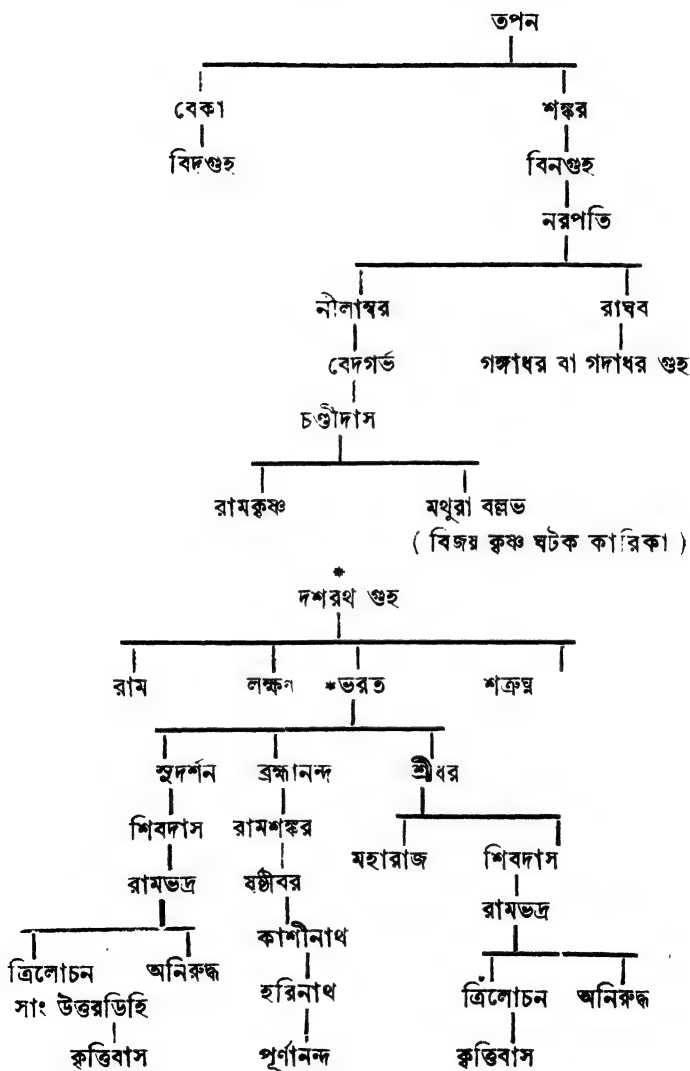 তপন
বেকা শঙ্কর
বিদগুহ বিনগুহ
নরপতি
নীলাম্বর রাঘব
বেদগর্ভ গঙ্গাধর বা গদাধর গুহ
চণ্ডীদাস
রামকৃষ্ণ মথুরা বল্লভ
( বিজয় কৃষ্ণ ঘটক কারিকা )
*
দশরথ গুহ
রাম লক্ষণ *ভরত শত্রুঘ্ন
সুদর্শন ব্রহ্মানন্দ শ্রীধর
শিবদাস রামশঙ্কর মহারাজ শিবদাস
রামভদ্র ষষ্ঠীবর রামভদ্র
কাশীনাথ
ত্রিলোচন অনিরুদ্ধ হরিনাথ ত্রিলোচন অনিরুদ্ধ
সাং উত্তরডিহি
কৃত্তিবাস পূর্ণানন্দ কৃত্তিবাস